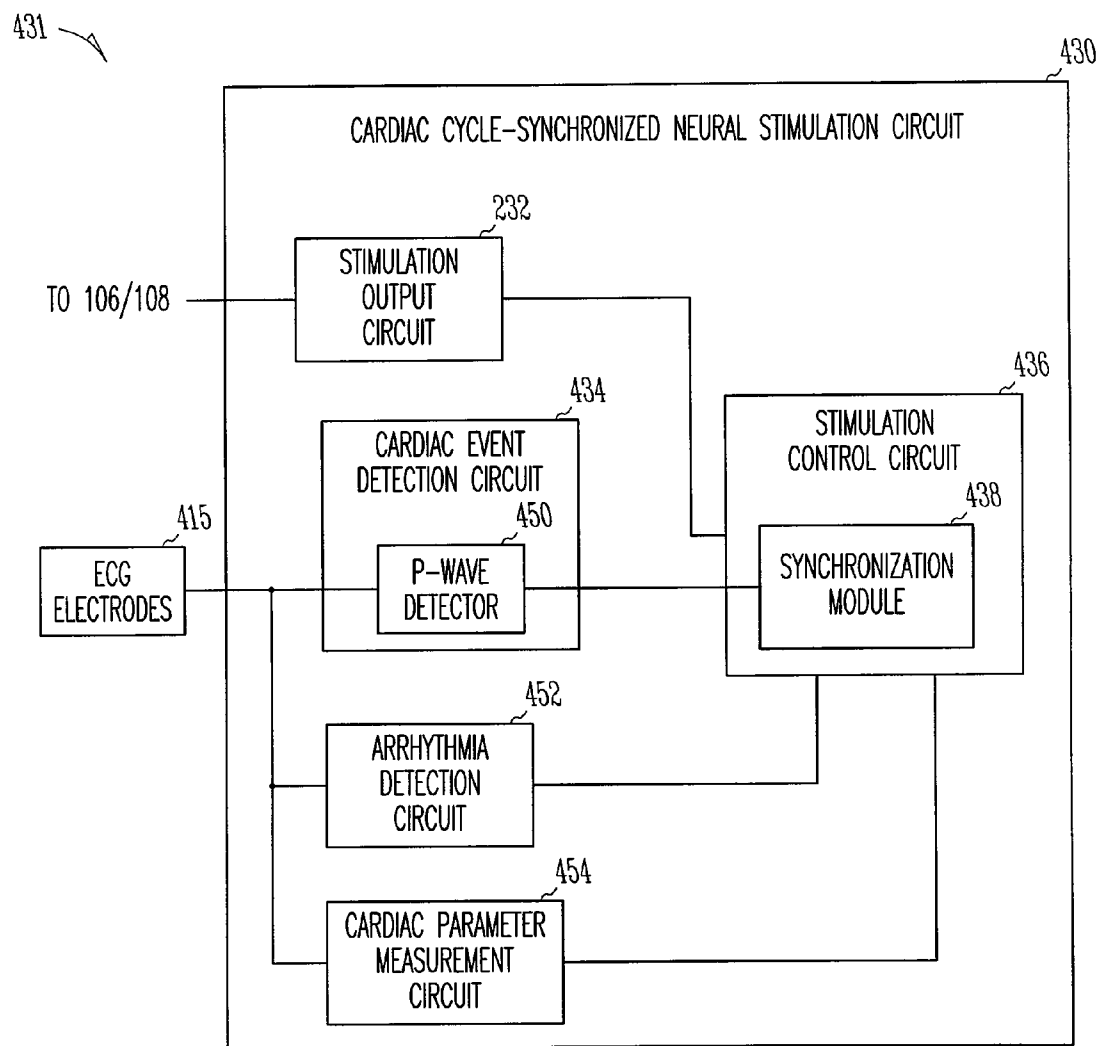 431
430
CARDIAC CYCLE-SYNCHRONIZED NEURAL STIMULATION CIRCUIT
232
STIMULATION
OUTPUT
CIRCUIT
TO 106/108
436
STIMULATION
CONTROL CIRCUIT
434
CARDIAC EVENT
DETECTION CIRCUIT
438
SYNCHRONIZATION
MODULE
450
P-WAVE
DETECTOR
415
ECG
ELECTRODES
452
ARRHYTHMIA
DETECTION
CIRCUIT
454
CARDIAC PARAMETER
MEASUREMENT
CIRCUIT